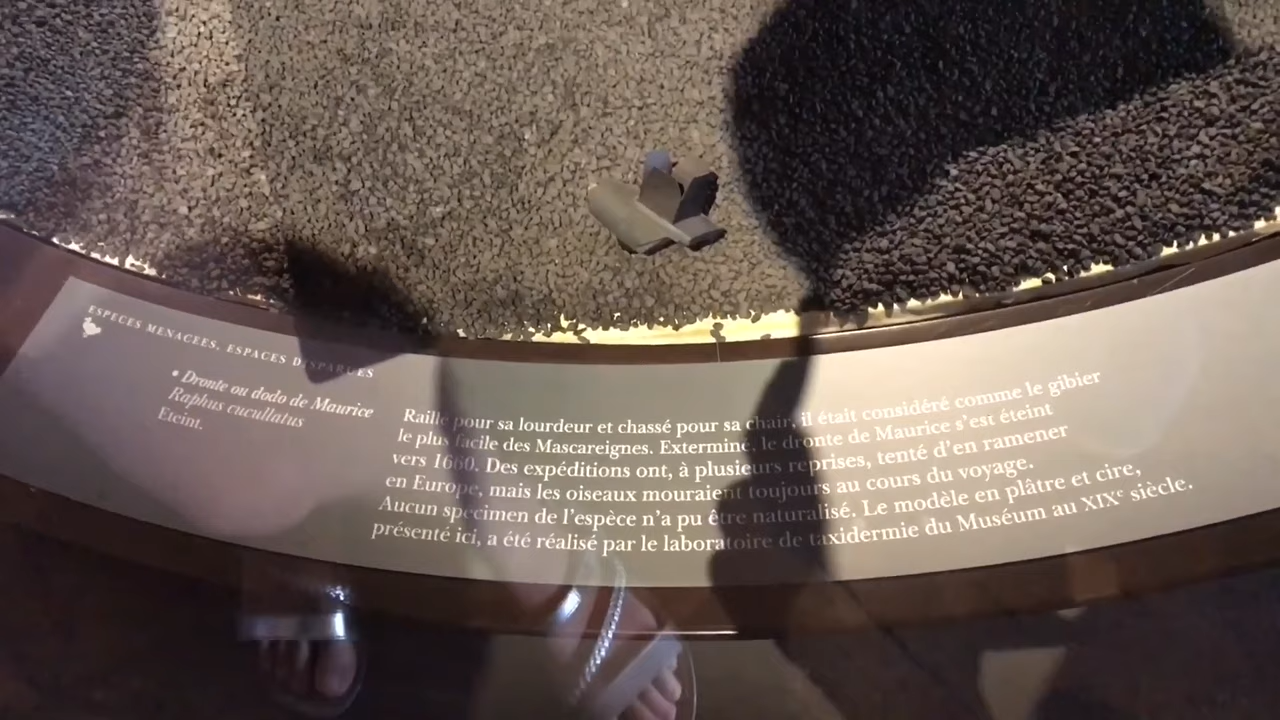 ESPECES MENACEES, ESPACES DISPARUES
• Dronte ou dodo de Maurice
Raphus cucullatus
Eteint.
Raillé pour sa lourdeur et chassé pour sa chair, il était considéré comme le gibier
le plus facile des Mascareignes. Exterminé, le dronte de Maurice s'est éteint
vers 1660. Des expéditions ont, à plusieurs reprises, tenté d'en ramener
en Europe, mais les oiseaux mouraient toujours au cours du voyage.
Aucun specimen de l'espèce n'a pu être naturalisé. Le modèle en plâtre et cire,
présenté ici, a été réalisé par le laboratoire de taxidermie du Muséum au XIXe siècle.